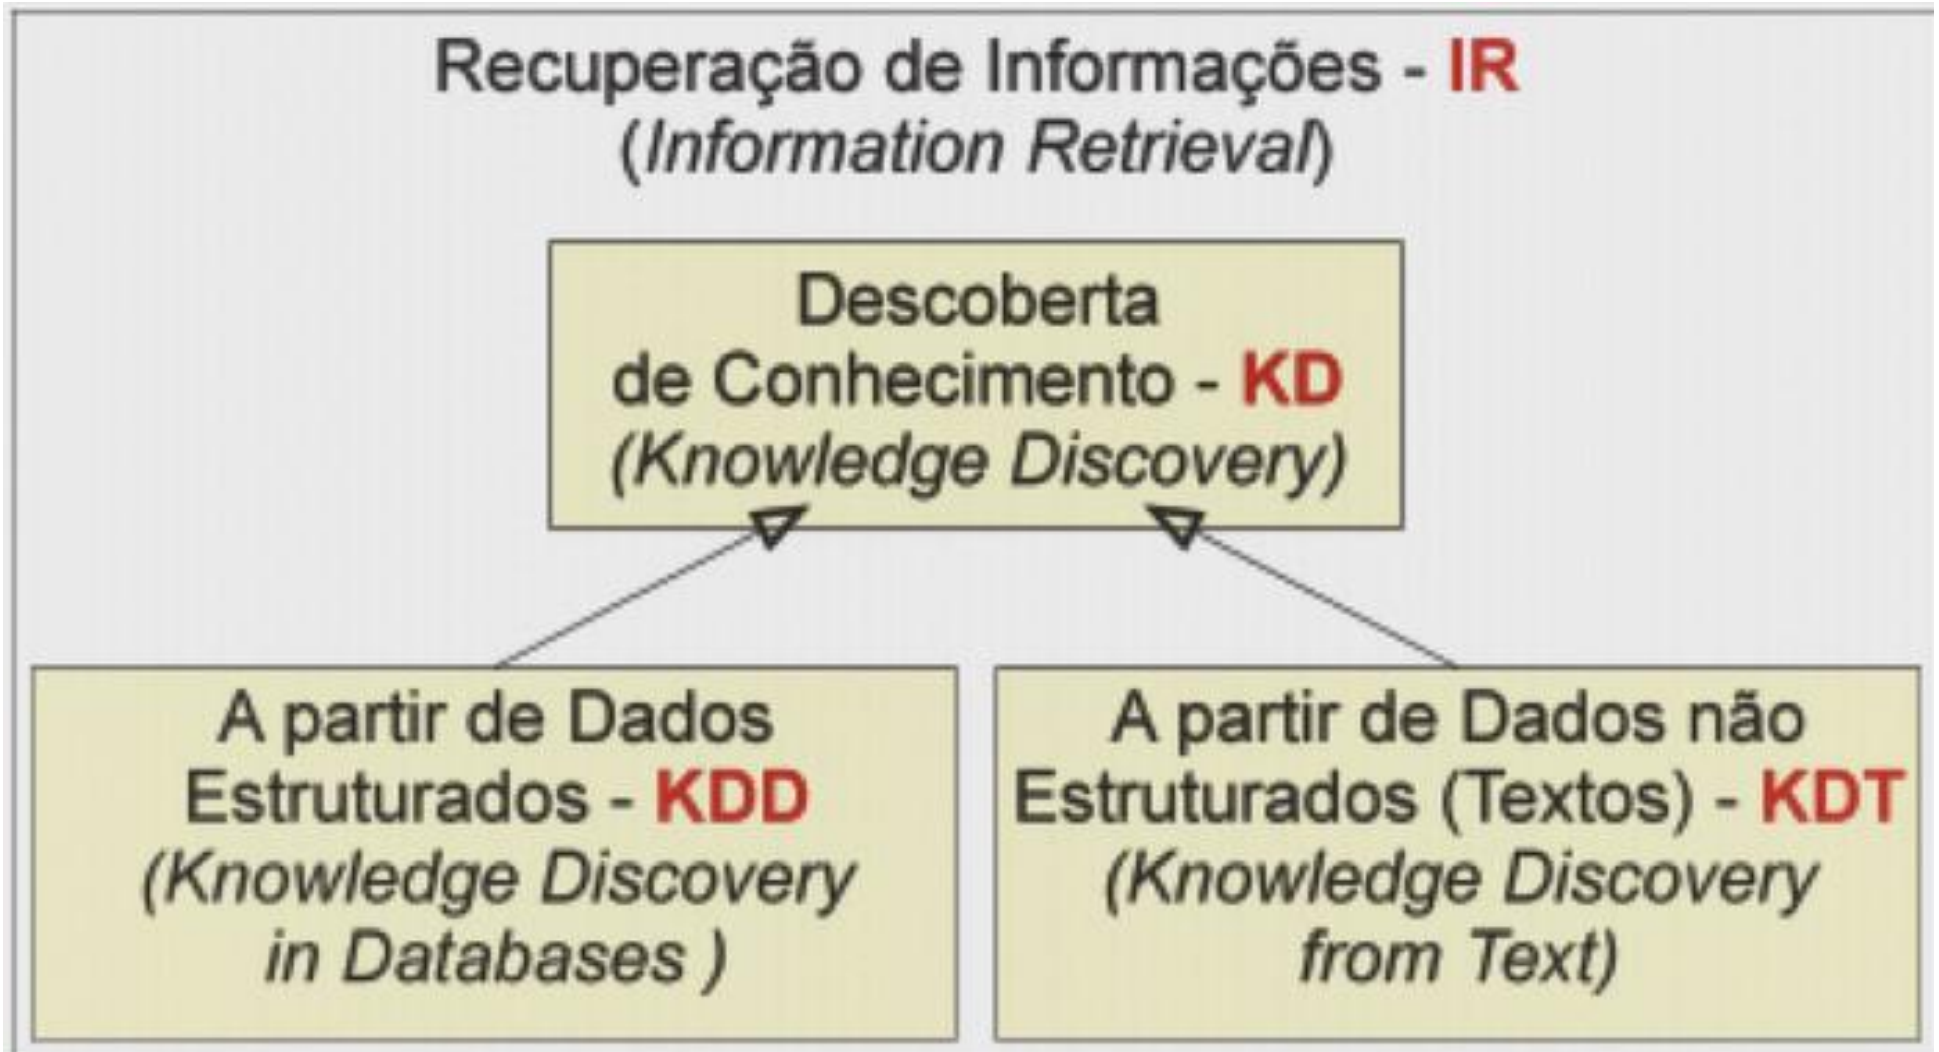 Recuperação de Informações - IR
(Information Retrieval)
Descoberta
de Conhecimento - KD
(Knowledge Discovery)
A partir de Dados
Estruturados - KDD
(Knowledge Discovery
in Databases )
A partir de Dados não
Estruturados (Textos) - KDT
(Knowledge Discovery
from Text)